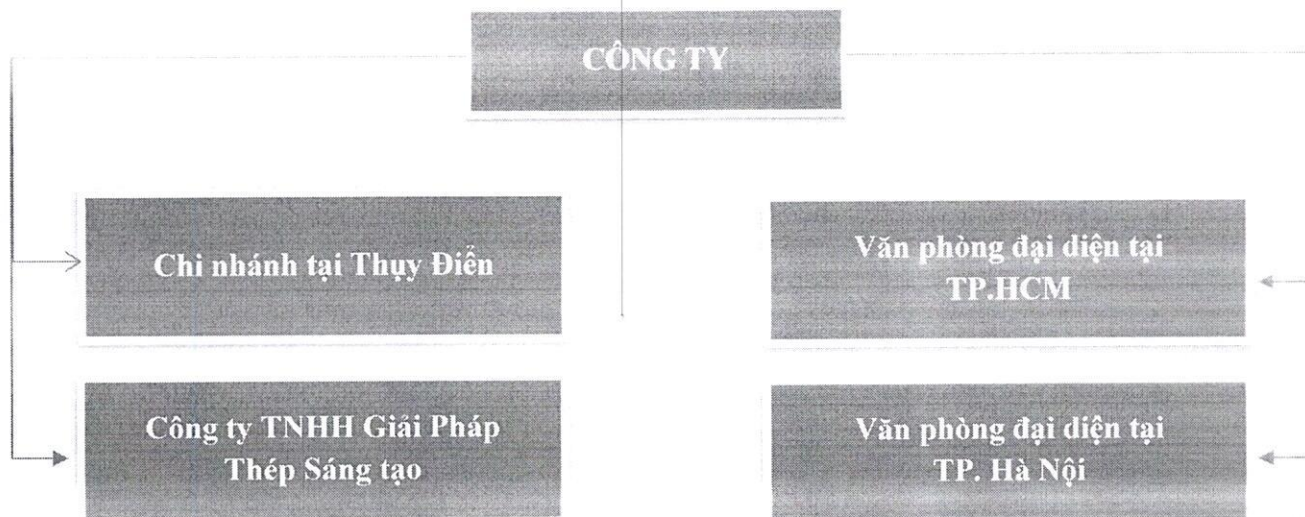 CÔNG TY
Chi nhánh tại Thụy Điển
Văn phòng đại diện tại
TP.HCM
Công ty TNHH Giải Pháp
Thép Sáng tạo
Văn phòng đại diện tại
TP. Hà Nội